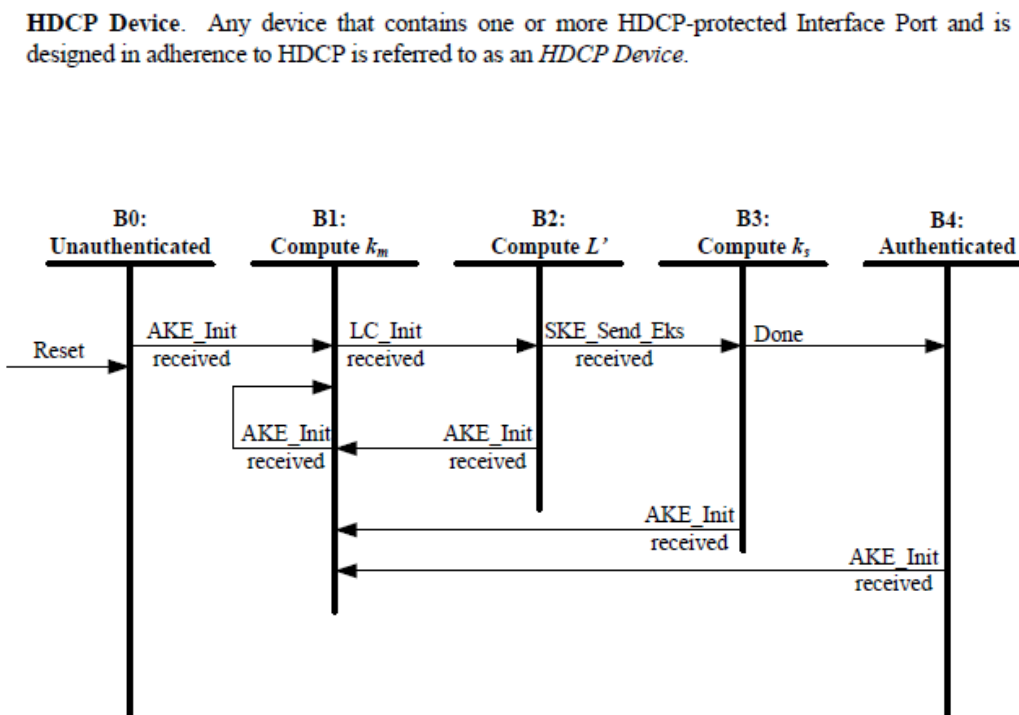 HDCP Device. Any device that contains one or more HDCP-protected Interface Port and is
designed in adherence to HDCP is referred to as an HDCP Device.
B0:
Unauthenticated
B1:
Compute km
B2:
Compute L’
B3:
Compute ks
B4:
Authenticated
Reset
AKE_Init
received
LC_Init
received
SKE_Send_Eks
received
Done
AKE_Init
received
AKE_Init
received
AKE_Init
received
AKE_Init
received